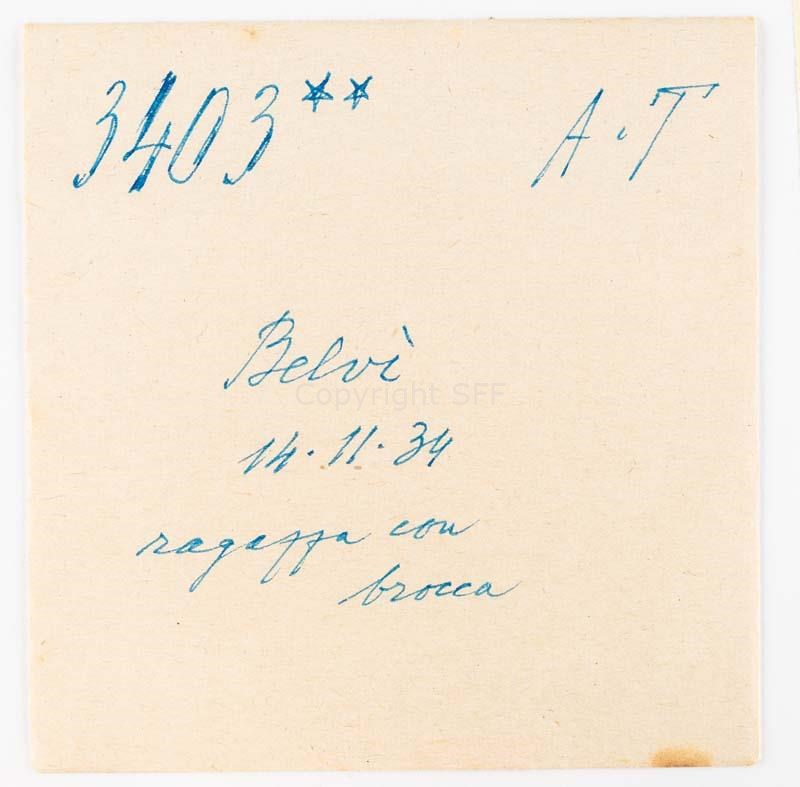 3403** A.T
Belvì
Copyright SFF
14.11.34
ragazza con
brocca